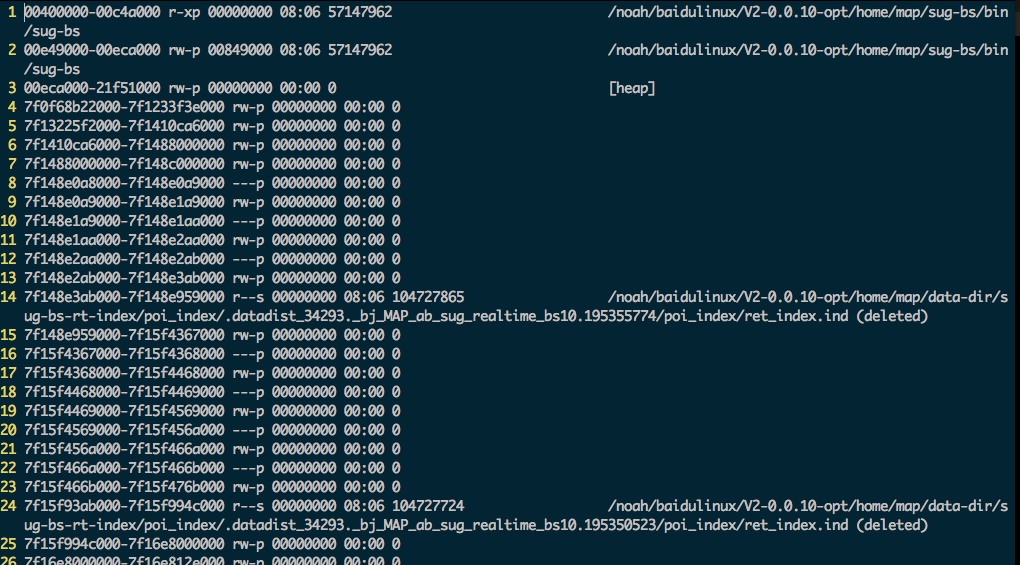 1 00400000-00c4a000 r-xp 00000000 08:06 57147962 /noah/baidulinux/V2-0.0.10-opt/home/map/sug-bs/bin
/sug-bs
2 00e49000-00eca000 rw-p 00849000 08:06 57147962 /noah/baidulinux/V2-0.0.10-opt/home/map/sug-bs/bin
/sug-bs
3 00eca000-21f51000 rw-p 00000000 00:00 0 [heap]
4 7f0f68b22000-7f1233f3e000 rw-p 00000000 00:00 0
5 7f13225f2000-7f1410ca6000 rw-p 00000000 00:00 0
6 7f1410ca6000-7f1488000000 rw-p 00000000 00:00 0
7 7f1488000000-7f148c000000 rw-p 00000000 00:00 0
8 7f148e0a8000-7f148e0a9000 ---p 00000000 00:00 0
9 7f148e0a9000-7f148e1a9000 rw-p 00000000 00:00 0
10 7f148e1a9000-7f148e1aa000 ---p 00000000 00:00 0
11 7f148e1aa000-7f148e2aa000 rw-p 00000000 00:00 0
12 7f148e2aa000-7f148e2ab000 ---p 00000000 00:00 0
13 7f148e2ab000-7f148e3ab000 rw-p 00000000 00:00 0
14 7f148e3ab000-7f148e959000 r--s 00000000 08:06 104727865 /noah/baidulinux/V2-0.0.10-opt/home/map/data-dir/s
ug-bs-rt-index/poi_index/.datadist_34293._bj_MAP_ab_sug_realtime_bs10.195355774/poi_index/ret_index.ind (deleted)
15 7f148e959000-7f15f4367000 rw-p 00000000 00:00 0
16 7f15f4367000-7f15f4368000 ---p 00000000 00:00 0
17 7f15f4368000-7f15f4468000 rw-p 00000000 00:00 0
18 7f15f4468000-7f15f4469000 ---p 00000000 00:00 0
19 7f15f4469000-7f15f4569000 rw-p 00000000 00:00 0
20 7f15f4569000-7f15f456a000 ---p 00000000 00:00 0
21 7f15f456a000-7f15f466a000 rw-p 00000000 00:00 0
22 7f15f466a000-7f15f466b000 ---p 00000000 00:00 0
23 7f15f466b000-7f15f476b000 rw-p 00000000 00:00 0
24 7f15f93ab000-7f15f994c000 r--s 00000000 08:06 104727724 /noah/baidulinux/V2-0.0.10-opt/home/map/data-dir/s
ug-bs-rt-index/poi_index/.datadist_34293._bj_MAP_ab_sug_realtime_bs10.195350523/poi_index/ret_index.ind (deleted)
25 7f15f994c000-7f16e8000000 rw-p 00000000 00:00 0
26 7f16e8000000-7f16e812e000 rw-p 00000000 00:00 0